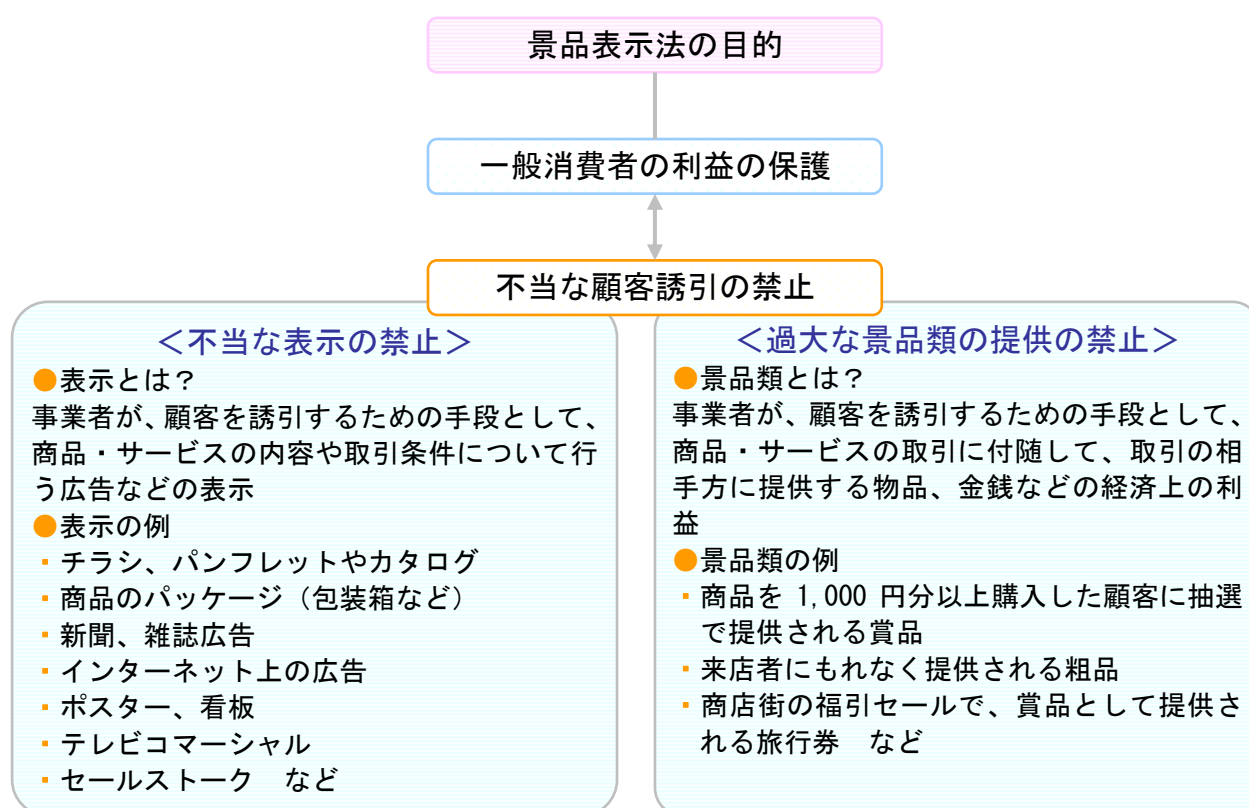 景品表示法の目的
一般消費者の利益の保護
不当な顧客誘引の禁止
＜不当な表示の禁止＞
●表示とは？
事業者が、顧客を誘引するための手段として、
商品・サービスの内容や取引条件について行
う広告などの表示
●表示の例
・チラシ、パンフレットやカタログ
・商品のパッケージ（包装箱など）
・新聞、雑誌広告
・インターネット上の広告
・ポスター、看板
・テレビコマーシャル
・セールストーク　など
＜過大な景品類の提供の禁止＞
●景品類とは？
事業者が、顧客を誘引するための手段として、
商品・サービスの取引に付随して、取引の相
手方に提供する物品、金銭などの経済上の利
益
●景品類の例
・商品を 1,000 円分以上購入した顧客に抽選
で提供される賞品
・来店者にもれなく提供される粗品
・商店街の福引セールで、賞品として提供さ
れる旅行券　など